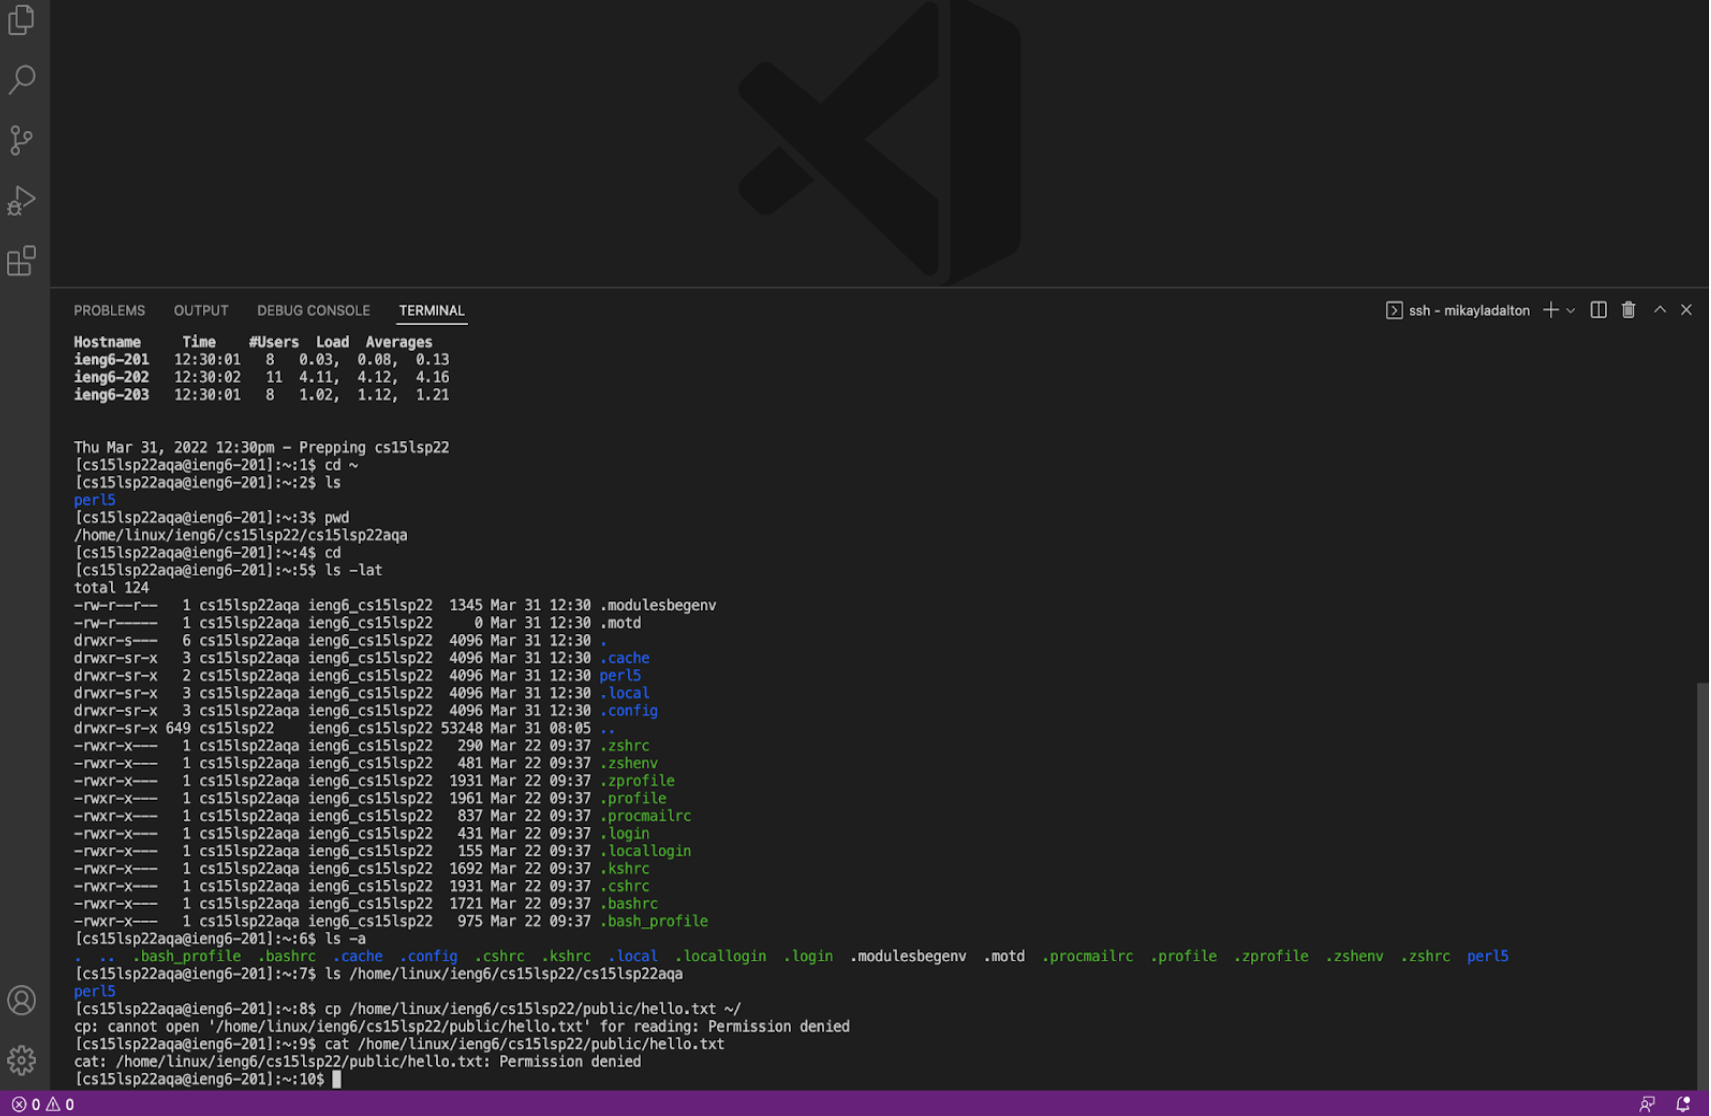 PROBLEMS OUTPUT DEBUG CONSOLE TERMINAL ssh - mikayladalton
Hostname Time #Users Load Averages
ieng6-201 12:30:01 8 0.03, 0.08, 0.13
ieng6-202 12:30:02 11 4.11, 4.12, 4.16
ieng6-203 12:30:01 8 1.02, 1.12, 1.21
Thu Mar 31, 2022 12:30pm - Prepping cs15lsp22
[cs15lsp22aqa@ieng6-201]:~:1$ cd ~
[cs15lsp22aqa@ieng6-201]:~:2$ ls
perl5
[cs15lsp22aqa@ieng6-201]:~:3$ pwd
/home/linux/ieng6/cs15lsp22/cs15lsp22aqa
[cs15lsp22aqa@ieng6-201]:~:4$ cd
[cs15lsp22aqa@ieng6-201]:~:5$ ls -lat
total 124
-rw-r--r-- 1 cs15lsp22aqa ieng6_cs15lsp22 1345 Mar 31 12:30 .modulesbegenv
-rw-r----- 1 cs15lsp22aqa ieng6_cs15lsp22 0 Mar 31 12:30 .motd
drwxr-s--- 6 cs15lsp22aqa ieng6_cs15lsp22 4096 Mar 31 12:30 .
drwxr-sr-x 3 cs15lsp22aqa ieng6_cs15lsp22 4096 Mar 31 12:30 .cache
drwxr-sr-x 2 cs15lsp22aqa ieng6_cs15lsp22 4096 Mar 31 12:30 perl5
drwxr-sr-x 3 cs15lsp22aqa ieng6_cs15lsp22 4096 Mar 31 12:30 .local
drwxr-sr-x 3 cs15lsp22aqa ieng6_cs15lsp22 4096 Mar 31 12:30 .config
drwxr-sr-x 649 cs15lsp22 ieng6_cs15lsp22 53248 Mar 31 08:05 ..
-rwxr-x--- 1 cs15lsp22aqa ieng6_cs15lsp22 290 Mar 22 09:37 .zshrc
-rwxr-x--- 1 cs15lsp22aqa ieng6_cs15lsp22 481 Mar 22 09:37 .zshenv
-rwxr-x--- 1 cs15lsp22aqa ieng6_cs15lsp22 1931 Mar 22 09:37 .zprofile
-rwxr-x--- 1 cs15lsp22aqa ieng6_cs15lsp22 1961 Mar 22 09:37 .profile
-rwxr-x--- 1 cs15lsp22aqa ieng6_cs15lsp22 837 Mar 22 09:37 .procmailrc
-rwxr-x--- 1 cs15lsp22aqa ieng6_cs15lsp22 431 Mar 22 09:37 .login
-rwxr-x--- 1 cs15lsp22aqa ieng6_cs15lsp22 155 Mar 22 09:37 .locallogin
-rwxr-x--- 1 cs15lsp22aqa ieng6_cs15lsp22 1692 Mar 22 09:37 .kshrc
-rwxr-x--- 1 cs15lsp22aqa ieng6_cs15lsp22 1931 Mar 22 09:37 .cshrc
-rwxr-x--- 1 cs15lsp22aqa ieng6_cs15lsp22 1721 Mar 22 09:37 .bashrc
-rwxr-x--- 1 cs15lsp22aqa ieng6_cs15lsp22 975 Mar 22 09:37 .bash_profile
[cs15lsp22aqa@ieng6-201]:~:6$ ls -a
. .. .bash_profile .bashrc .cache .config .cshrc .kshrc .local .locallogin .login .modulesbegenv .motd .procmailrc .profile .zprofile .zshenv .zshrc perl5
[cs15lsp22aqa@ieng6-201]:~:7$ ls /home/linux/ieng6/cs15lsp22/cs15lsp22aqa
perl5
[cs15lsp22aqa@ieng6-201]:~:8$ cp /home/linux/ieng6/cs15lsp22/public/hello.txt ~/
cp: cannot open '/home/linux/ieng6/cs15lsp22/public/hello.txt' for reading: Permission denied
[cs15lsp22aqa@ieng6-201]:~:9$ cat /home/linux/ieng6/cs15lsp22/public/hello.txt
cat: /home/linux/ieng6/cs15lsp22/public/hello.txt: Permission denied
[cs15lsp22aqa@ieng6-201]:~:10$
0 0